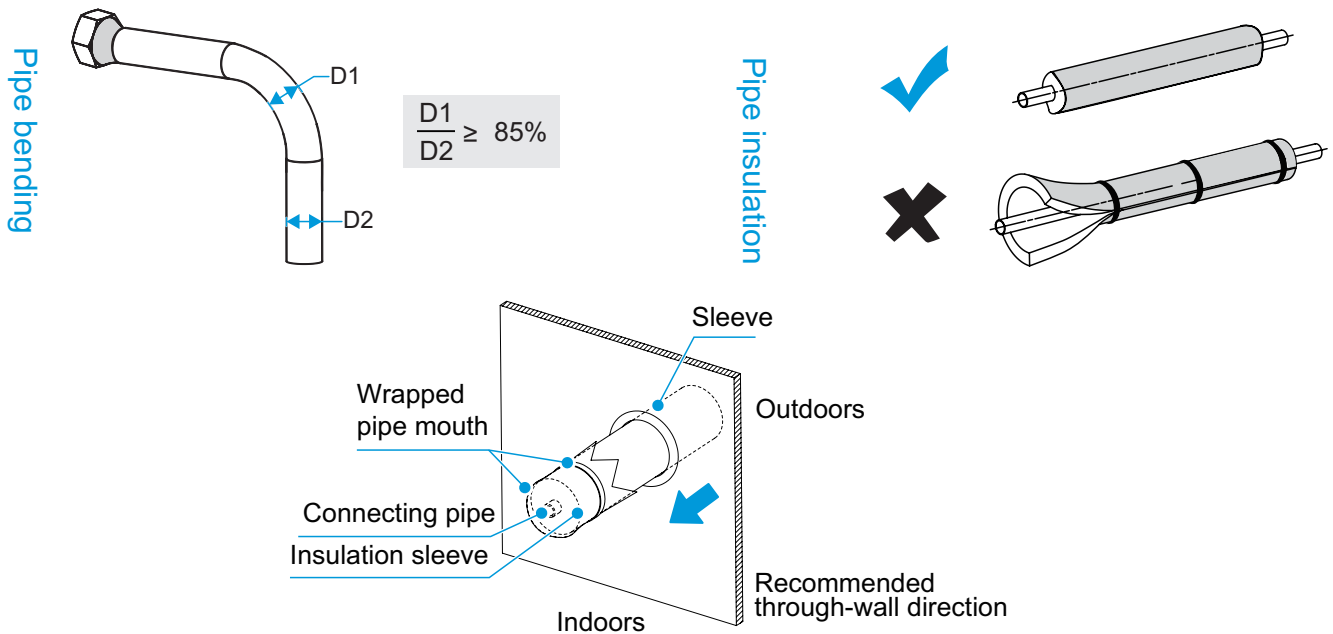 Pipe bending
D1
D2
D1
D2
≥ 85%
Pipe insulation
Sleeve
Wrapped
pipe mouth
Outdoors
Connecting pipe
Insulation sleeve
Recommended
through-wall direction
Indoors